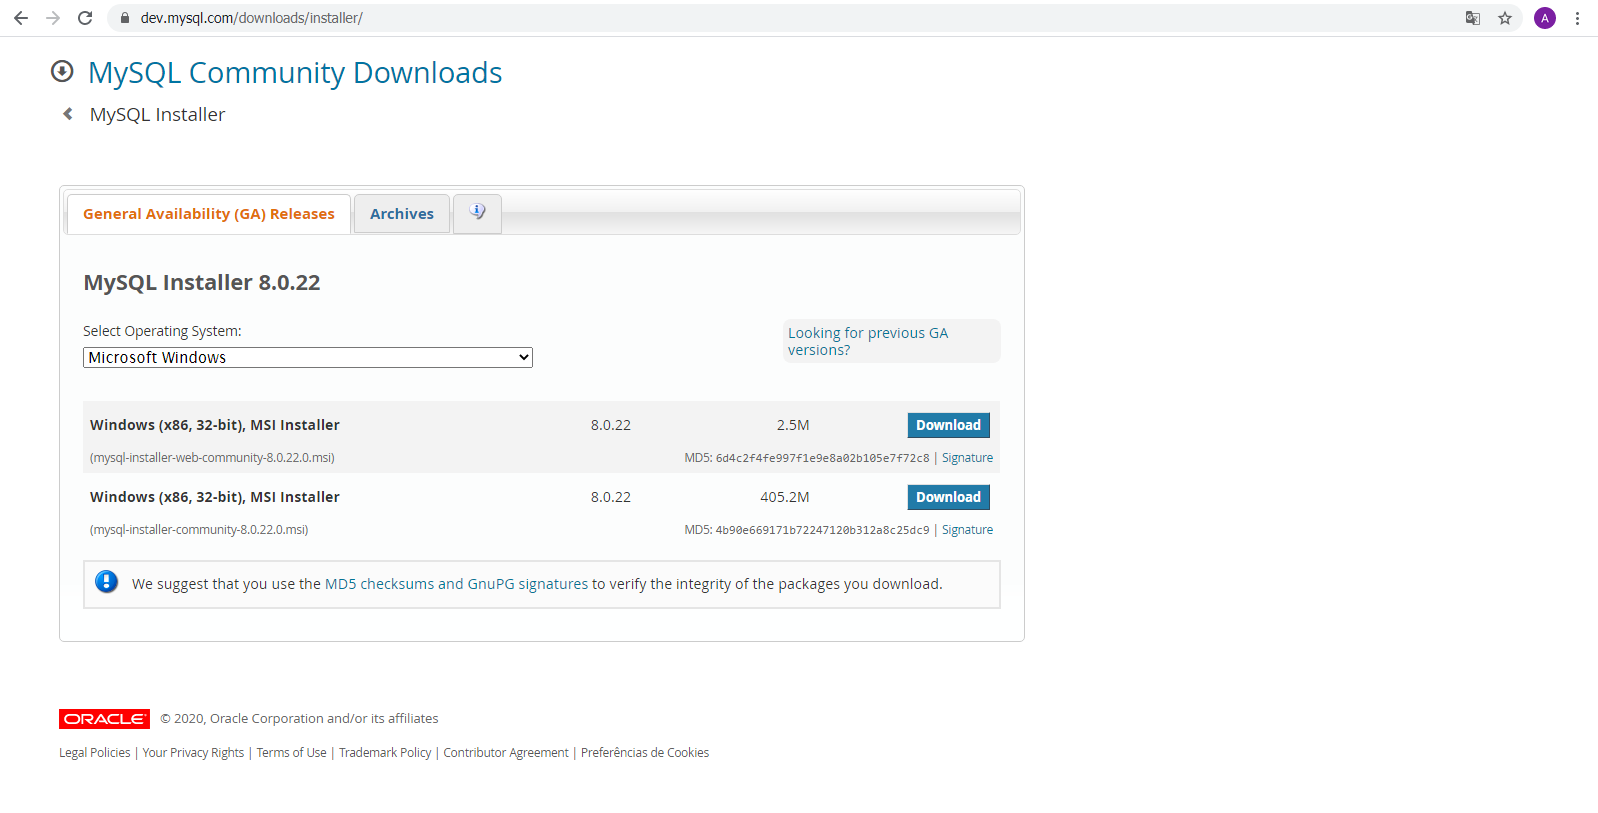 dev.mysql.com/downloads/installer/
A
MySQL Community Downloads
MySQL Installer
General Availability (GA) Releases
Archives
MySQL Installer 8.0.22
Select Operating System:
Microsoft Windows
Looking for previous GA
versions?
Windows (x86, 32-bit), MSI Installer 8.0.22 2.5M Download
(mysql-installer-web-community-8.0.22.0.msi) MD5: 6d4c2f4fe997f1e9e8a02b105e7f72c8 | Signature
Windows (x86, 32-bit), MSI Installer 8.0.22 405.2M Download
(mysql-installer-community-8.0.22.0.msi) MD5: 4b90e669171b72247120b312a8c25dc9 | Signature
We suggest that you use the MD5 checksums and GnuPG signatures to verify the integrity of the packages you download.
ORACLE © 2020, Oracle Corporation and/or its affiliates
Legal Policies | Your Privacy Rights | Terms of Use | Trademark Policy | Contributor Agreement | Preferências de Cookies